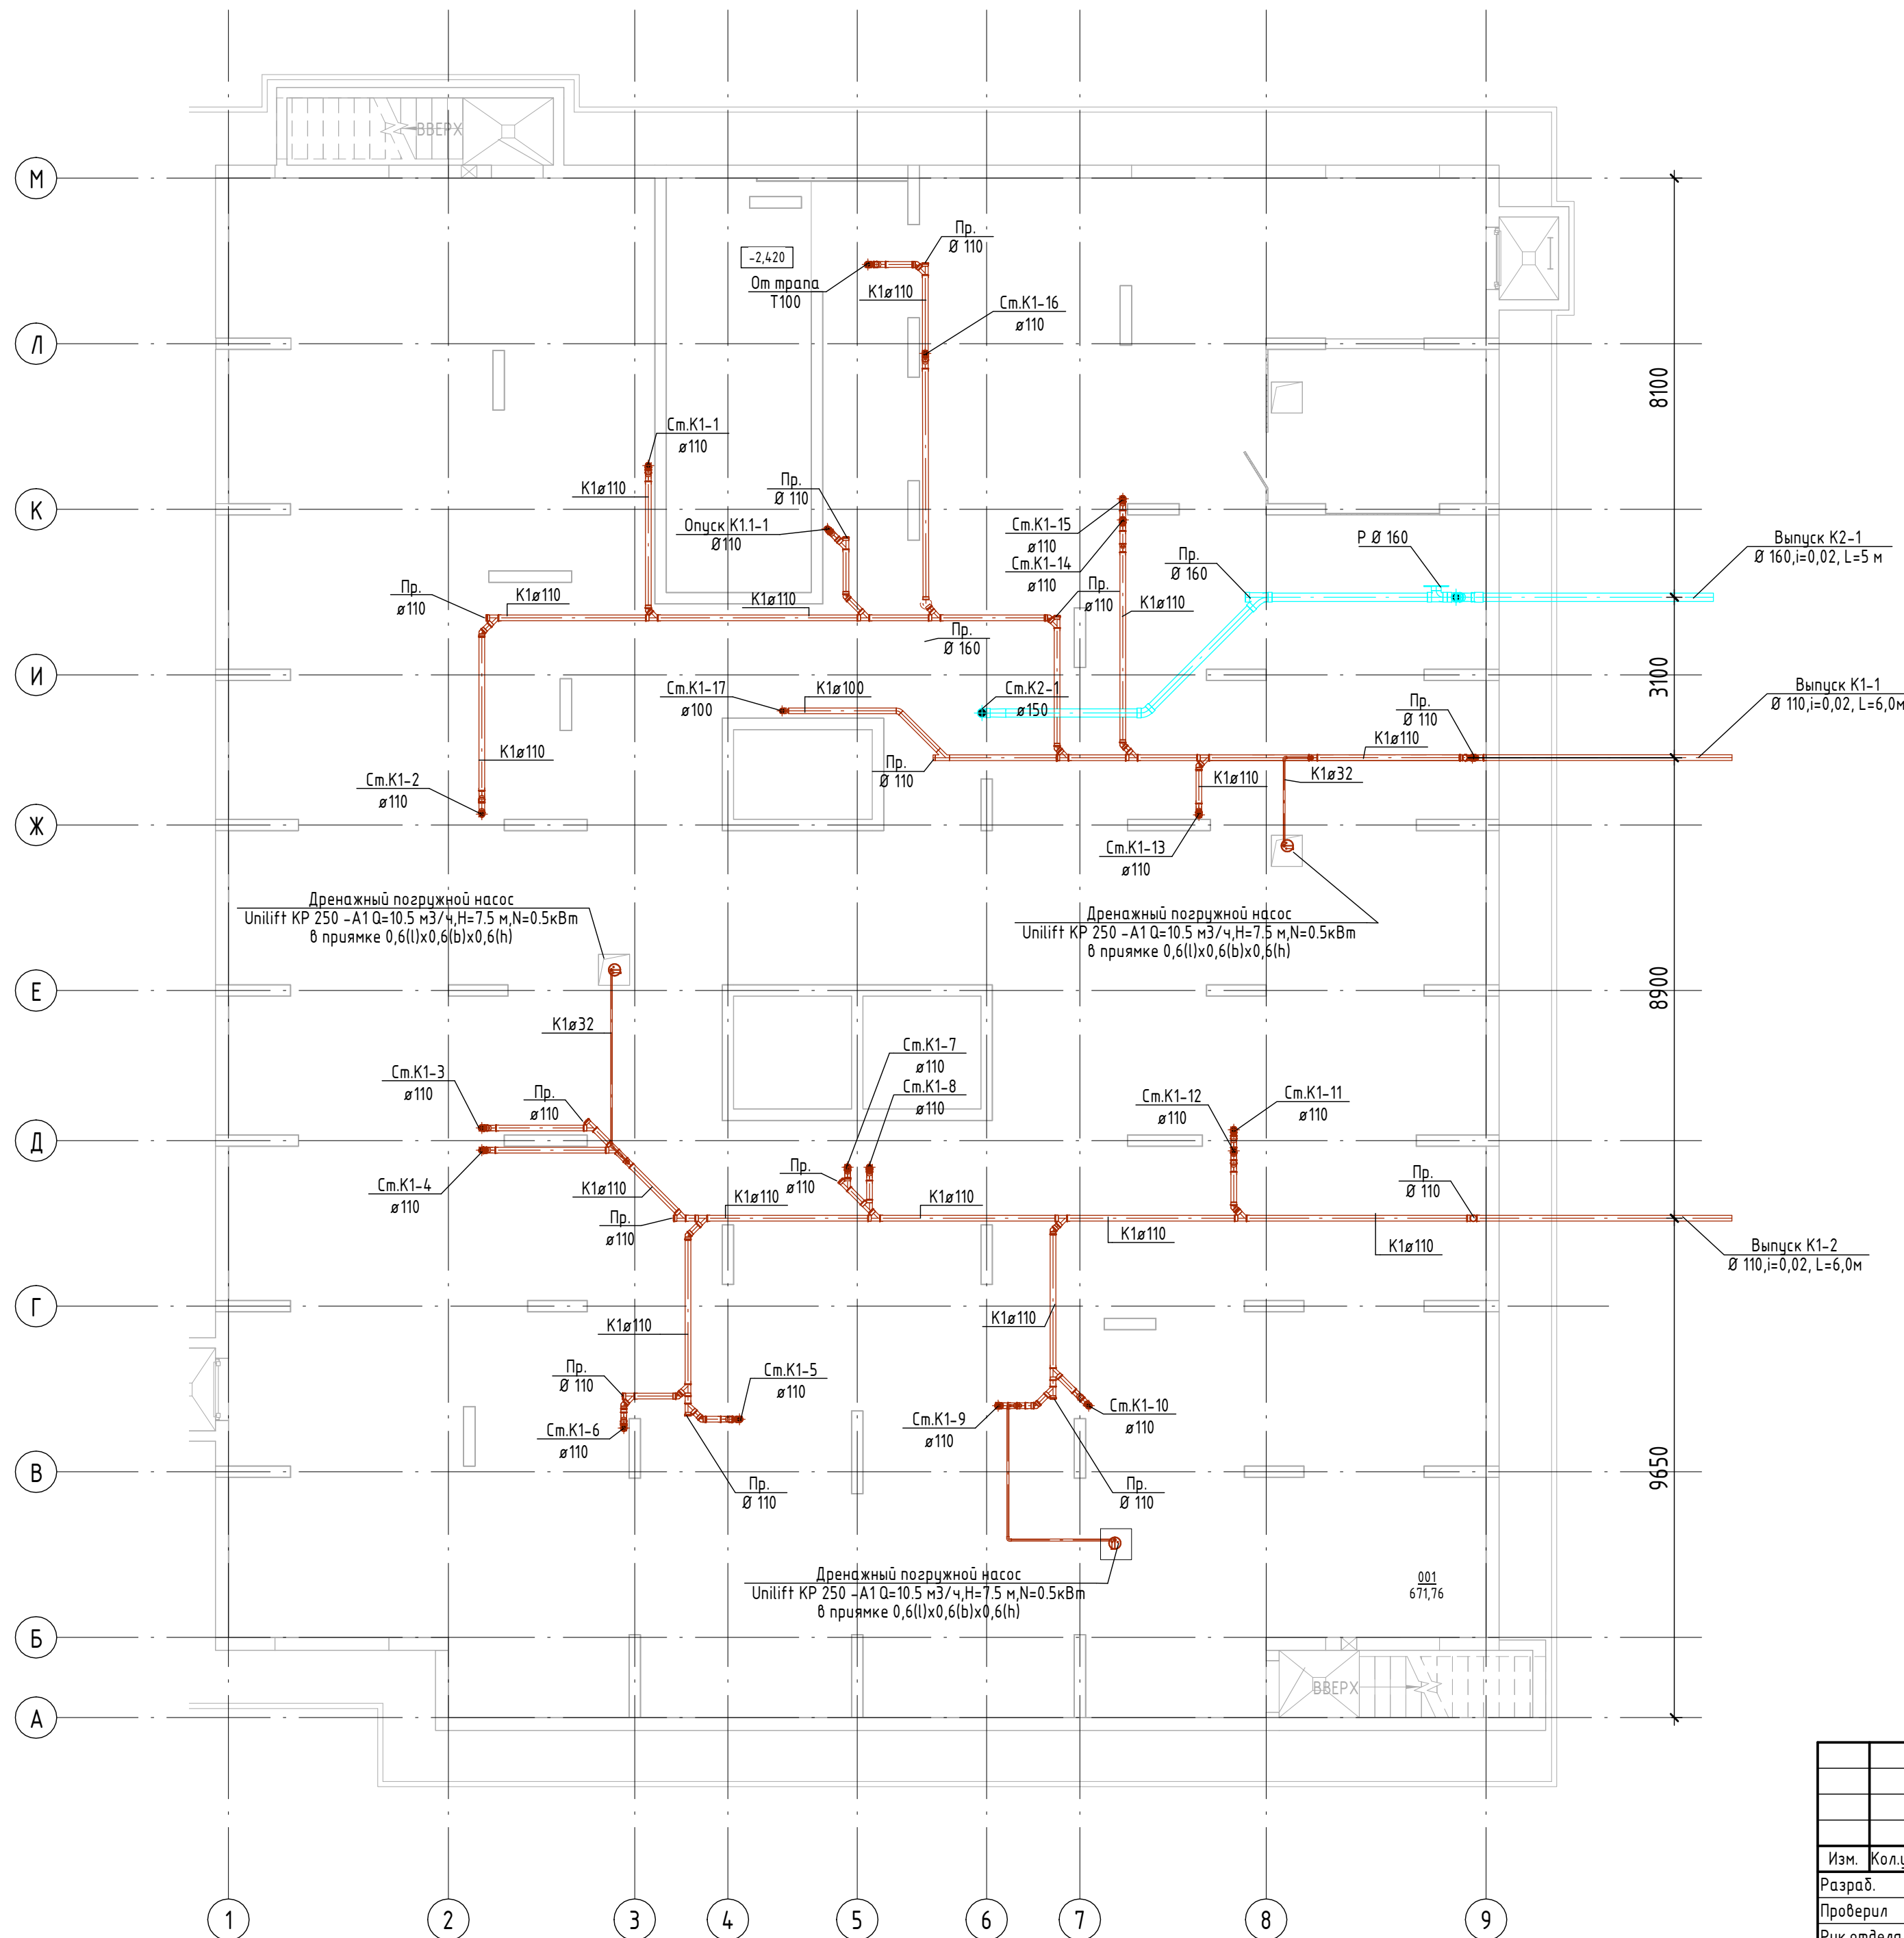 ВВЕРХ
М
Л
К
И
Ж
Е
Д
Г
В
Б
А
-2,420
От трапа
Т100
Пр.
Ø 110
К1ø110
Ст.К1-16
ø110
Ст.К1-1
ø110
К1ø110
Пр.
Ø 110
Опуск К1.1-1
Ø110
Ст.К1-15
ø110
Ст.К1-14
ø110
Пр.
Ø 160
Р Ø 160
Выпуск К2-1
Ø 160,i=0,02, L=5 м
Пр.
ø110
К1ø110
К1ø110
Пр.
ø110
К1ø110
Пр.
Ø 160
Ст.К1-17
ø100
К1ø100
Ст.К2-1
ø150
Выпуск К1-1
Ø 110,i=0,02, L=6,0м
Пр.
Ø 110
К1ø110
К1ø110
Пр.
Ø 110
К1ø110
К1ø32
Ст.К1-2
ø110
Ст.К1-13
ø110
Дренажный погружной насос
Unilift KP 250 -A1 Q=10.5 м3/ч,H=7.5 м,N=0.5кВт
в приямке 0,6(l)x0,6(b)x0,6(h)
Дренажный погружной насос
Unilift KP 250 -A1 Q=10.5 м3/ч,H=7.5 м,N=0.5кВт
в приямке 0,6(l)x0,6(b)x0,6(h)
К1ø32
Ст.К1-3
ø110
Пр.
ø110
Ст.К1-7
ø110
Ст.К1-8
ø110
Ст.К1-12
ø110
Ст.К1-11
ø110
Ст.К1-4
ø110
К1ø110
Пр.
ø110
К1ø110
Пр.
ø110
К1ø110
К1ø110
К1ø110
Пр.
Ø 110
Выпуск К1-2
Ø 110,i=0,02, L=6,0м
К1ø110
К1ø110
Пр.
Ø 110
Ст.К1-5
ø110
Ст.К1-6
ø110
Пр.
Ø 110
Ст.К1-9
ø110
Ст.К1-10
ø110
Пр.
Ø 110
Дренажный погружной насос
Unilift KP 250 -A1 Q=10.5 м3/ч,H=7.5 м,N=0.5кВт
в приямке 0,6(l)x0,6(b)x0,6(h)
001
671,76
ВВЕРХ
8100
3100
8900
9650
1
2
3
4
5
6
7
8
9
Изм. Кол.у
Разраб.
Проверил
Рук.отдела